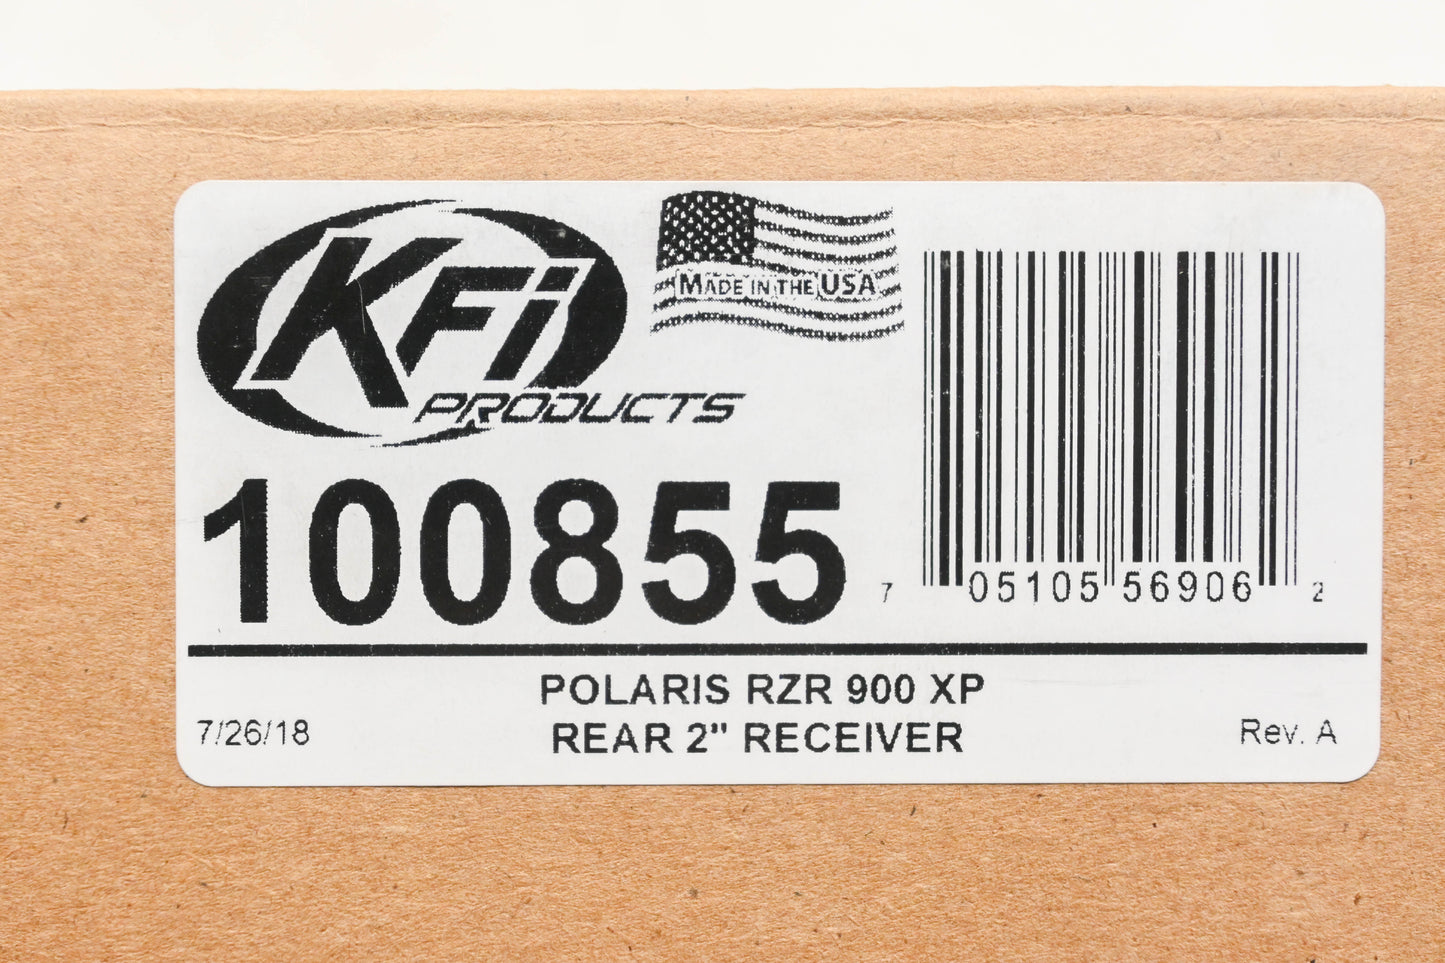 KFi
PRODUCTS
MADE IN THE USA
100855
7 05105 56906 2
POLARIS RZR 900 XP
REAR 2" RECEIVER
7/26/18
Rev. A